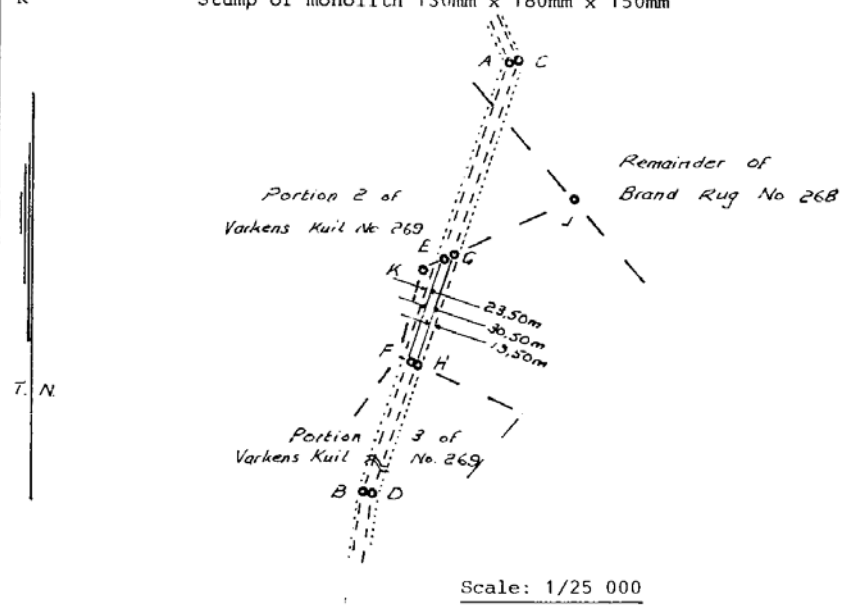 Stamp of monolith 130mm x 180mm x 150mm
A C
Remainder of
Brand Rug No 268
J
Portion 2 of
Varkens Kuil No 269
E G
K
23,50m
30,50m
13,50m
F H
T. N.
Portion 3 of
Varkens Kuil No. 269
B D
Scale: 1/25 000